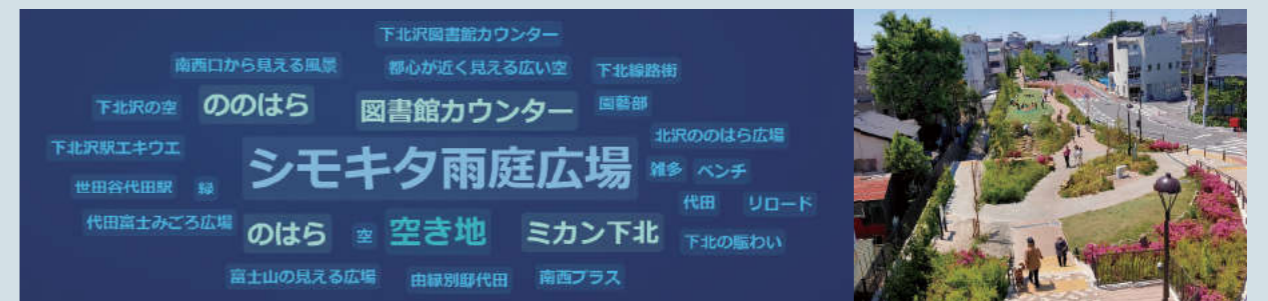 下北沢図書館カウンター
南西口から見える風景 都心が近く見える広い空 下北線路街
下北沢の空 ののはら 図書館カウンター 園藝部
下北沢駅エキウエ 北沢ののはら広場
シモキタ雨庭広場 雑多 ベンチ
世田谷代田駅 緑 代田 リロード
代田富士みごろ広場 のはら 空 空き地 ミカン下北 下北の賑わい
富士山の見える広場 由縁別邸代田 南西プラス